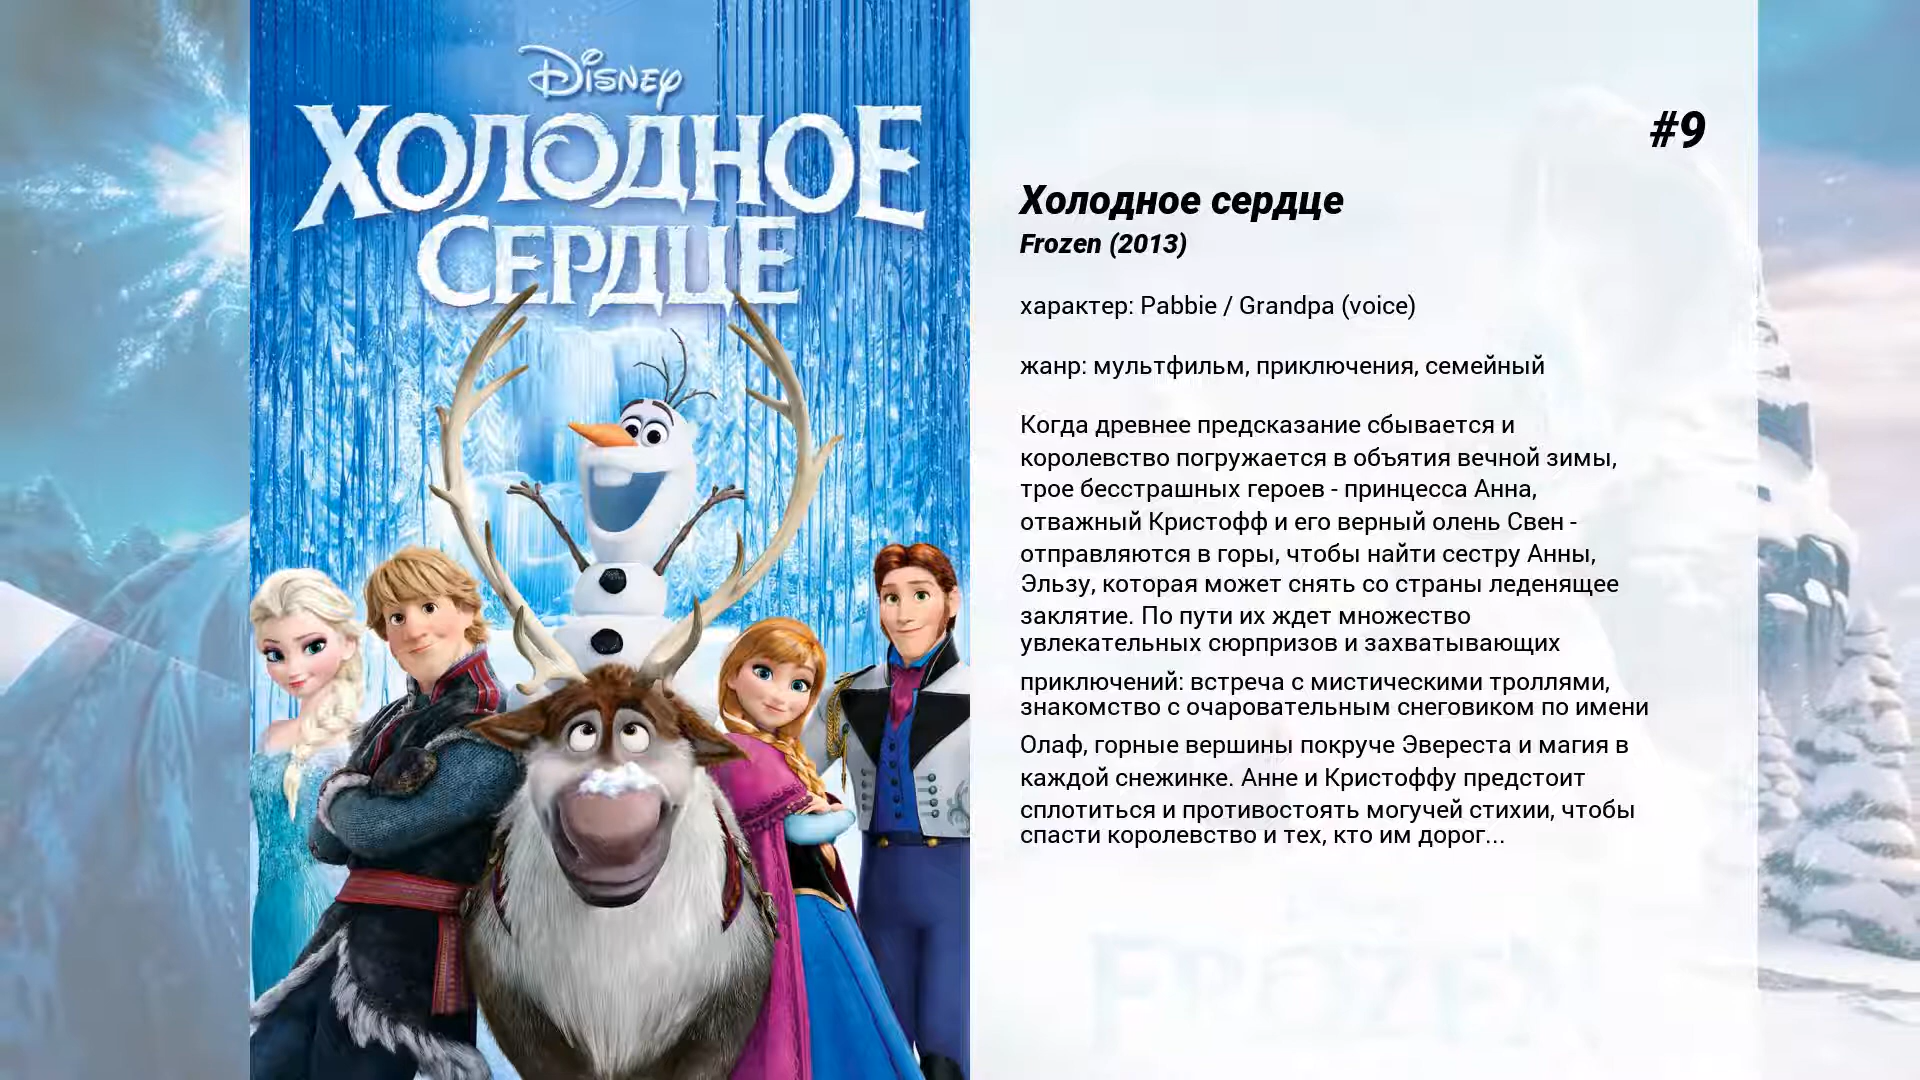 Disney
ХОЛОДНОЕ
СЕРДЦЕ
#9
Холодное сердце
Frozen (2013)
характер: Pabbie / Grandpa (voice)
жанр: мультфильм, приключения, семейный
Когда древнее предсказание сбывается и
королевство погружается в объятия вечной зимы,
трое бесстрашных героев - принцесса Анна,
отважный Кристофф и его верный олень Свен -
отправляются в горы, чтобы найти сестру Анны,
Эльзу, которая может снять со страны леденящее
заклятие. По пути их ждет множество
увлекательных сюрпризов и захватывающих
приключений: встреча с мистическими троллями,
знакомство с очаровательным снеговиком по имени
Олаф, горные вершины покруче Эвереста и магия в
каждой снежинке. Анне и Кристоффу предстоит
сплотиться и противостоять могучей стихии, чтобы
спасти королевство и тех, кто им дорог...
FROZEN